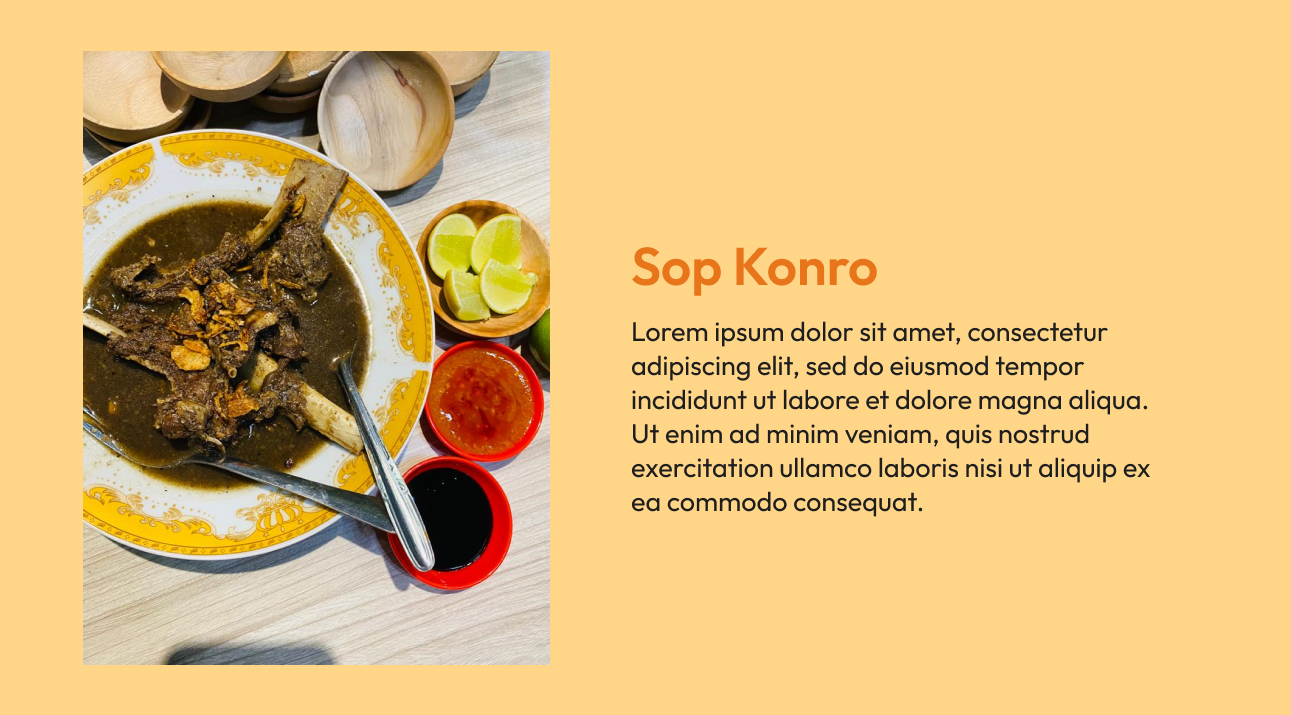 Sop Konro
Lorem ipsum dolor sit amet, consectetur
adipiscing elit, sed do eiusmod tempor
incididunt ut labore et dolore magna aliqua.
Ut enim ad minim veniam, quis nostrud
exercitation ullamco laboris nisi ut aliquip ex
ea commodo consequat.